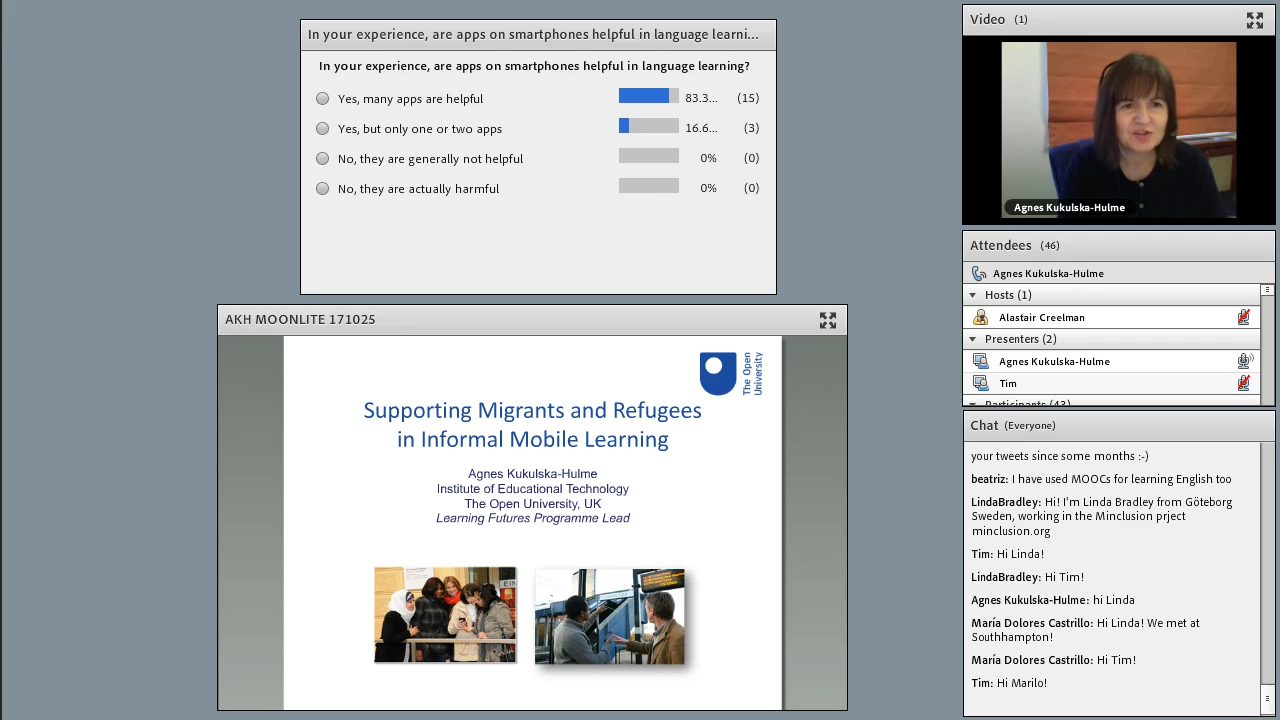 In your experience, are apps on smartphones helpful in language learni...
In your experience, are apps on smartphones helpful in language learning?
Yes, many apps are helpful 83.3... (15)
Yes, but only one or two apps 16.6... (3)
No, they are generally not helpful 0% (0)
No, they are actually harmful 0% (0)
AKH MOONLITE 171025
The Open
University
Supporting Migrants and Refugees
in Informal Mobile Learning
Agnes Kukulska-Hulme
Institute of Educational Technology
The Open University, UK
Learning Futures Programme Lead
Video (1)
Agnes Kukulska-Hulme
Attendees (46)
Agnes Kukulska-Hulme
Hosts (1)
Alastair Creelman
Presenters (2)
Agnes Kukulska-Hulme
Tim
Participants (43)
Chat (Everyone)
your tweets since some months :-)
beatriz: I have used MOOCs for learning English too
LindaBradley: Hi! I'm Linda Bradley from Göteborg
Sweden, working in the Minclusion prject
minclusion.org
Tim: Hi Linda!
LindaBradley: Hi Tim!
Agnes Kukulska-Hulme: hi Linda
María Dolores Castrillo: Hi Linda! We met at
Southhampton!
María Dolores Castrillo: Hi Tim!
Tim: Hi Marilo!